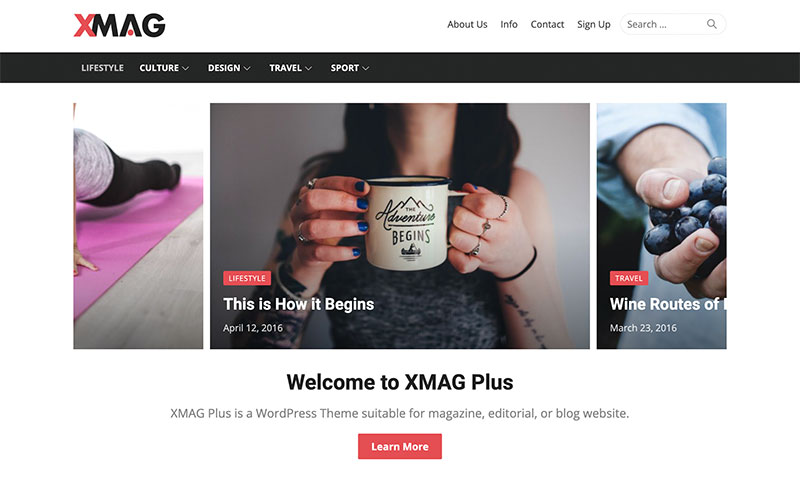 XMAG
About Us Info Contact Sign Up Search ...
LIFESTYLE CULTURE DESIGN TRAVEL SPORT
THE
Adventure
BEGINS
LIFESTYLE
This is How it Begins
April 12, 2016
TRAVEL
Wine Routes of
March 23, 2016
Welcome to XMAG Plus
XMAG Plus is a WordPress Theme suitable for magazine, editorial, or blog website.
Learn More